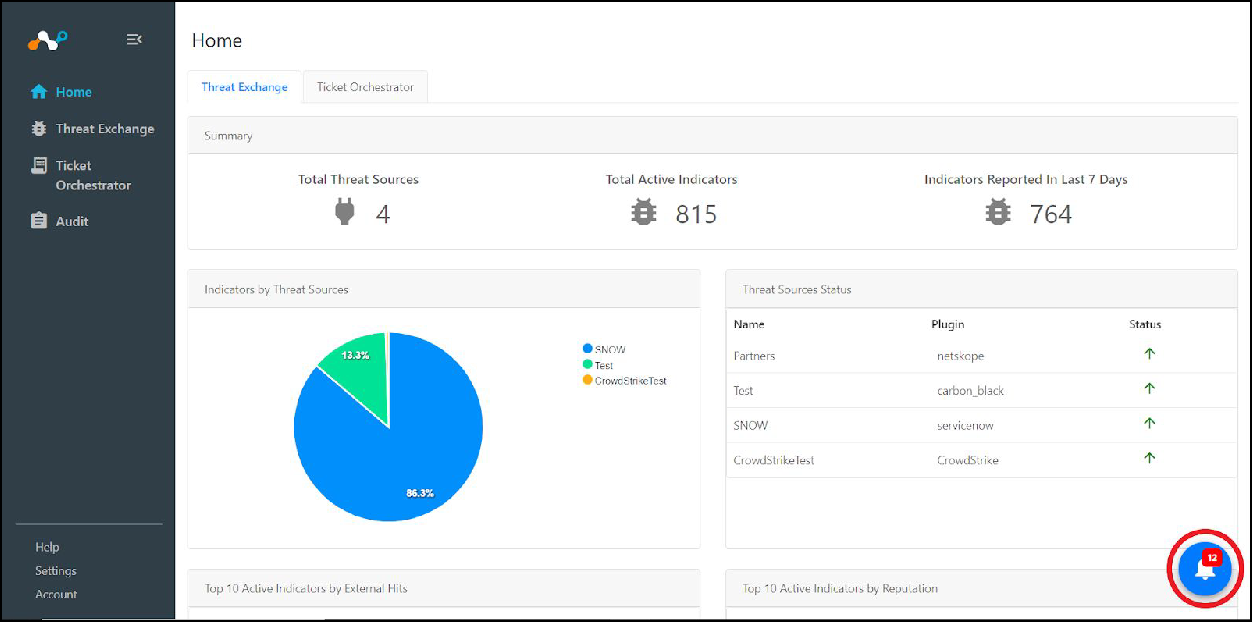 Home
Home
Threat Exchange
Ticket Orchestrator
Audit
Help
Settings
Account
Threat Exchange Ticket Orchestrator
Summary
Total Threat Sources Total Active Indicators Indicators Reported In Last 7 Days
4 815 764
Indicators by Threat Sources
13.3%
86.3%
SNOW
Test
CrowdStrikeTest
Threat Sources Status
Name Plugin Status
Partners netskope
Test carbon_black
SNOW servicenow
CrowdStrikeTest CrowdStrike
12
Top 10 Active Indicators by External Hits
Top 10 Active Indicators by Reputation